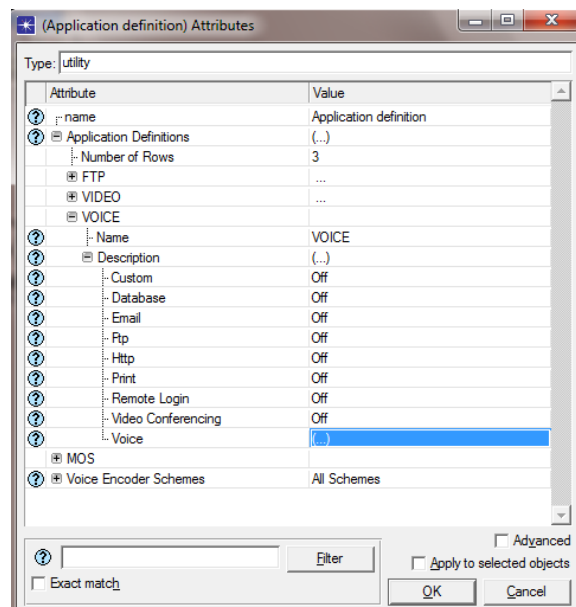 (Application definition) Attributes
Type: utility
Attribute Value
name Application definition
Application Definitions (...)
Number of Rows 3
FTP ...
VIDEO ...
VOICE
Name VOICE
Description (...)
Custom Off
Database Off
Email Off
Ftp Off
Http Off
Print Off
Remote Login Off
Video Conferencing Off
Voice (...)
MOS
Voice Encoder Schemes All Schemes
Advanced
Filter
Apply to selected objects
Exact match
OK Cancel